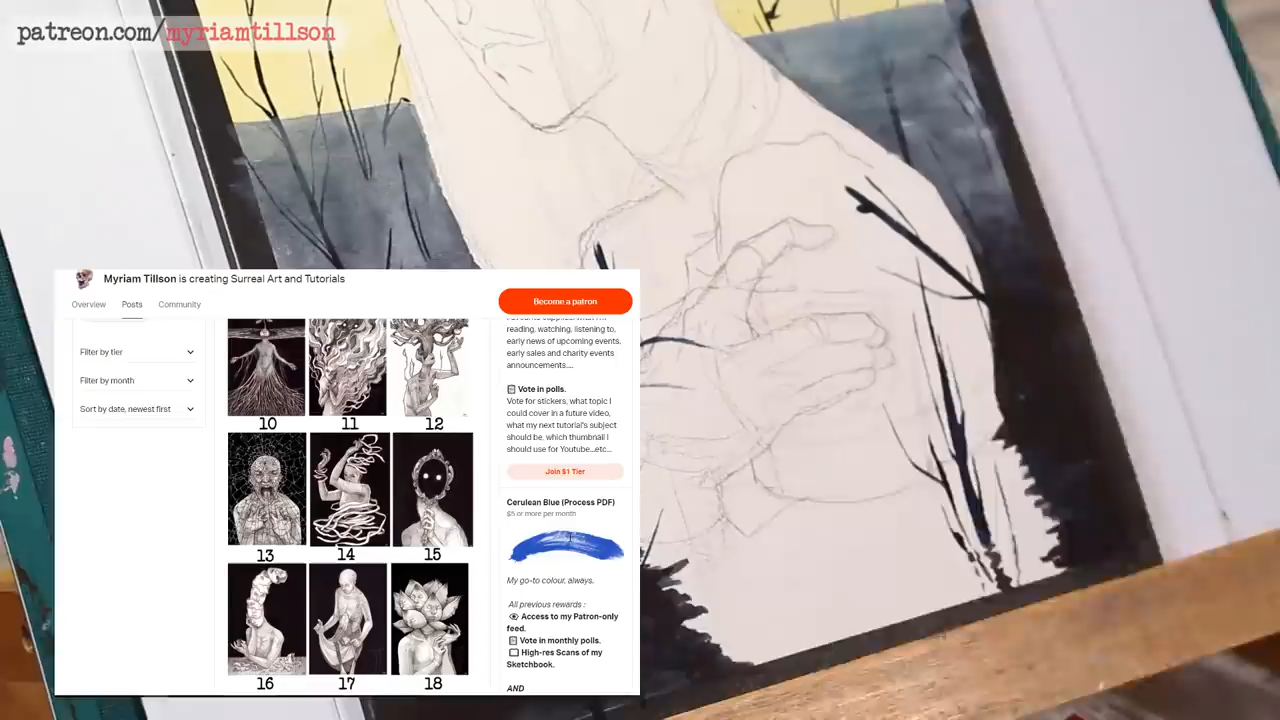 patreon.com/myriamtillson
Myriam Tillson is creating Surreal Art and Tutorials
Overview Posts Community
Become a patron
Filter by tier
Filter by month
Sort by date, newest first
10 11 12
13 14 15
16 17 18
reading, watching, listening to,
early news of upcoming events,
early sales and charity events
announcements....
Vote in polls.
Vote for stickers, what topic I
could cover in a future video,
what my next tutorial's subject
should be, which thumbnail I
should use for Youtube...etc...
Join $1 Tier
Cerulean Blue (Process PDF)
$5 or more per month
My go-to colour, always.
All previous rewards :
Access to my Patron-only
feed.
Vote in monthly polls.
High-res Scans of my
Sketchbook.
AND